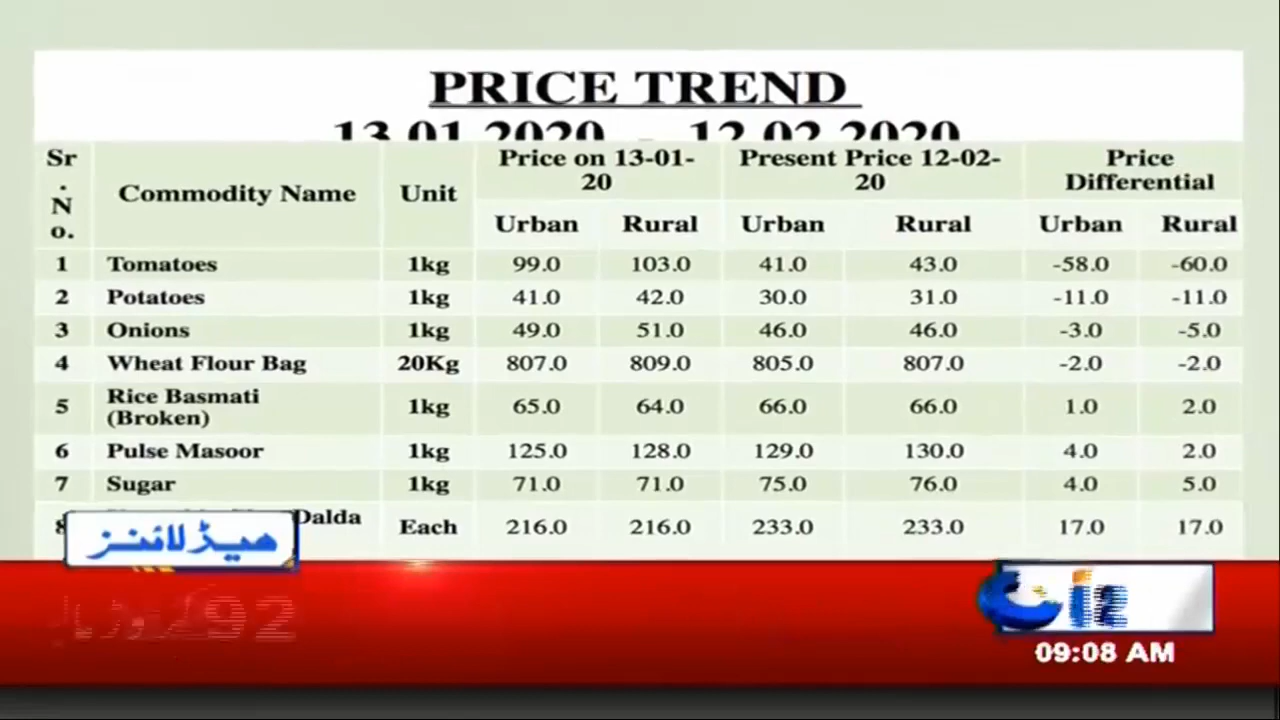 PRICE TREND
13.01.2020 - 12.02.2020
Sr. No. Commodity Name Unit Price on 13-01-20 Present Price 12-02-20 Price Differential
Urban Rural Urban Rural Urban Rural
1 Tomatoes 1kg 99.0 103.0 41.0 43.0 -58.0 -60.0
2 Potatoes 1kg 41.0 42.0 30.0 31.0 -11.0 -11.0
3 Onions 1kg 49.0 51.0 46.0 46.0 -3.0 -5.0
4 Wheat Flour Bag 20Kg 807.0 809.0 805.0 807.0 -2.0 -2.0
5 Rice Basmati (Broken) 1kg 65.0 64.0 66.0 66.0 1.0 2.0
6 Pulse Masoor 1kg 125.0 128.0 129.0 130.0 4.0 2.0
7 Sugar 1kg 71.0 71.0 75.0 76.0 4.0 5.0
8 Dalda Each 216.0 216.0 233.0 233.0 17.0 17.0
ہیڈلائنز
09:08 AM